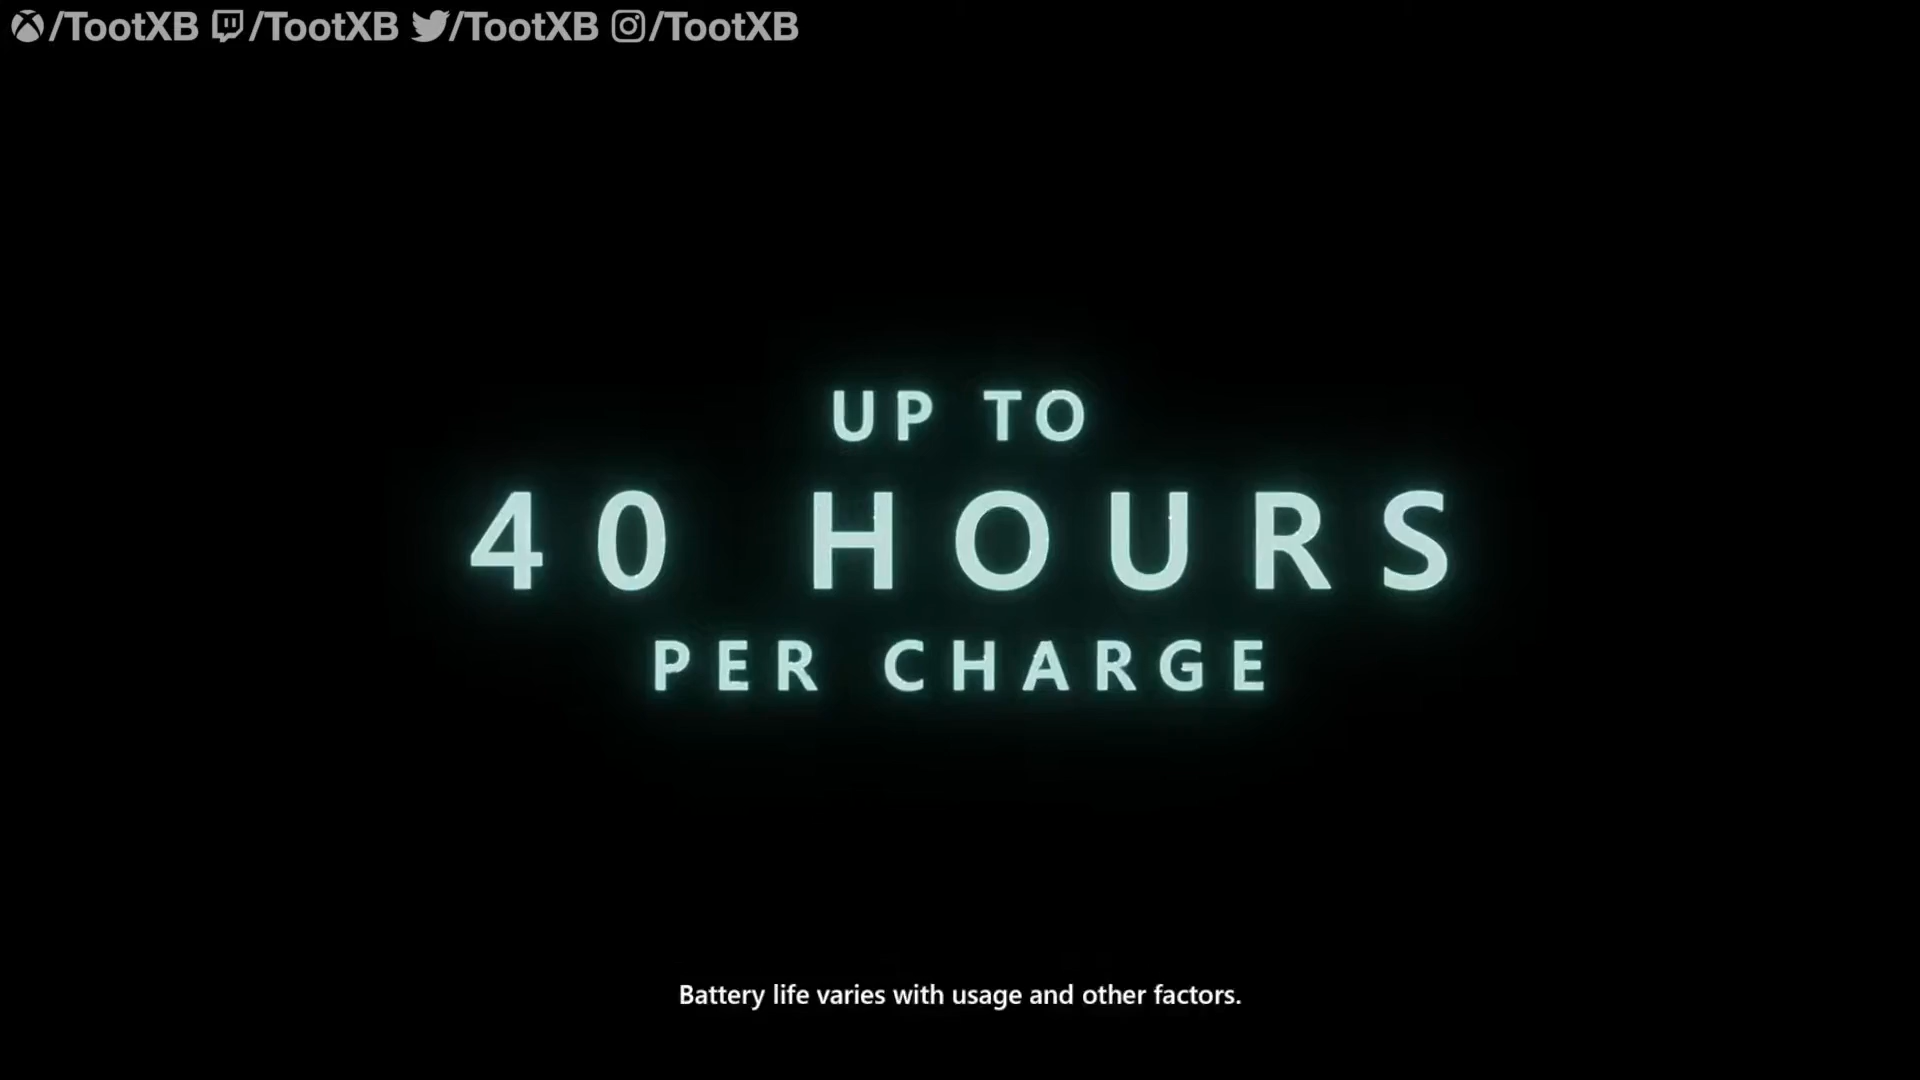 /TootXB /TootXB /TootXB /TootXB
UP TO
40 HOURS
PER CHARGE
Battery life varies with usage and other factors.